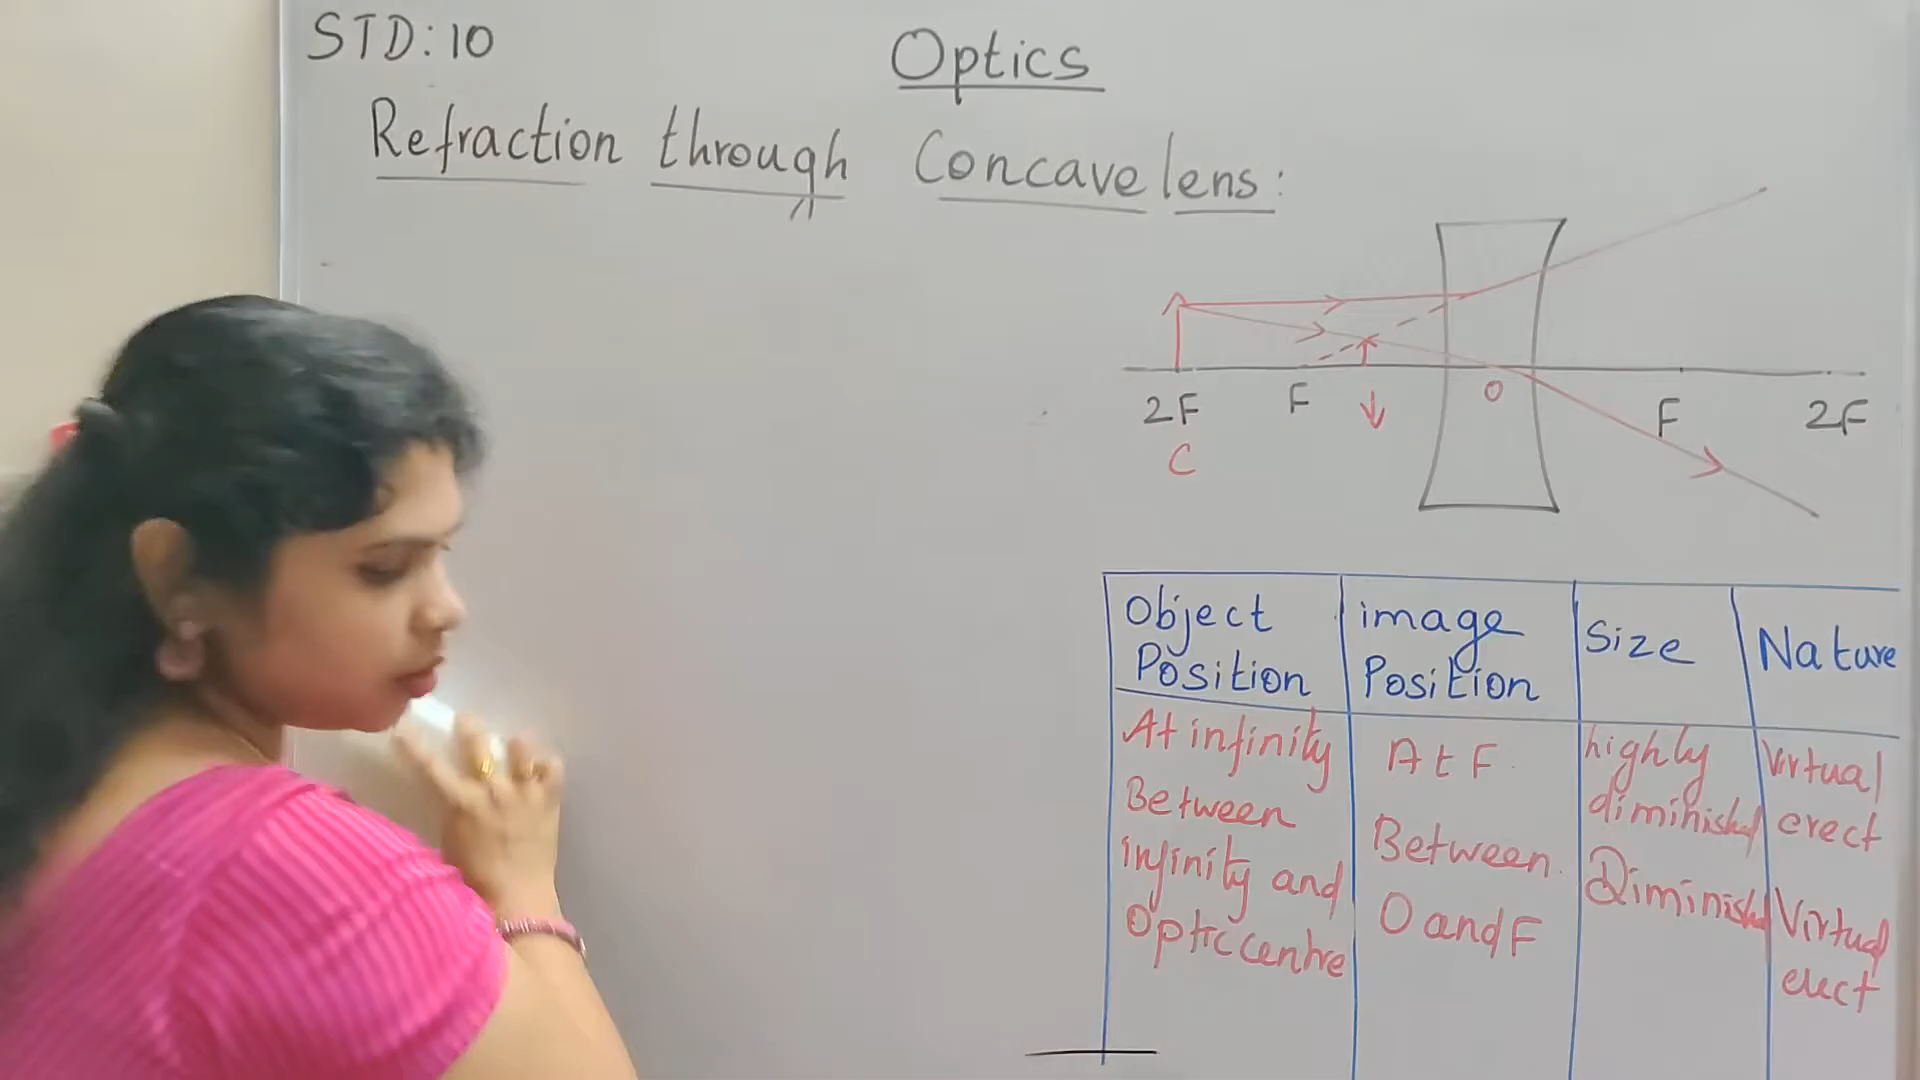 STD: 10
Optics
Refraction through Concave lens:
2F
F
O
F
2F
C
Object
Position
image
Position
Size
Nature
At infinity
At F
highly
diminished
Virtual
erect
Between
infinity and
Optic centre
Between
O and F
Diminished
Virtual
erect